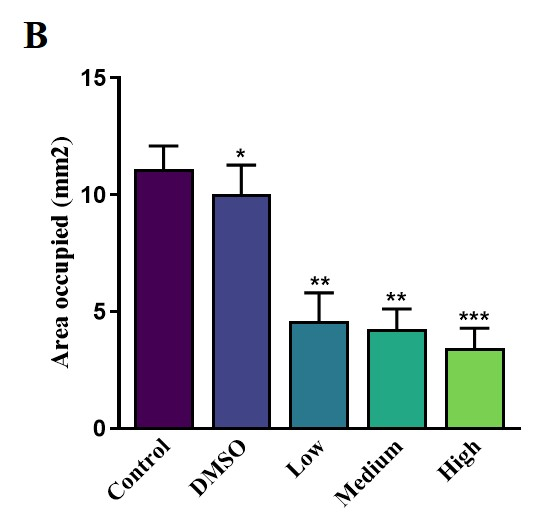 B
Area occupied (mm2)
15
10
5
0
*
**
**
***
Control
DMSO
Low
Medium
High